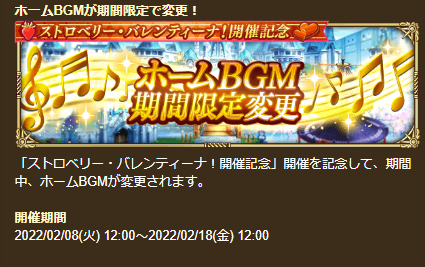 ホームBGMが期間限定で変更！
ストロベリー・バレンティーナ！開催記念
ホームBGM
期間限定変更
「ストロベリー・バレンティーナ！開催記念」開催を記念して、期間
中、ホームBGMが変更されます。
開催期間
2022/02/08(火) 12:00～2022/02/18(金) 12:00